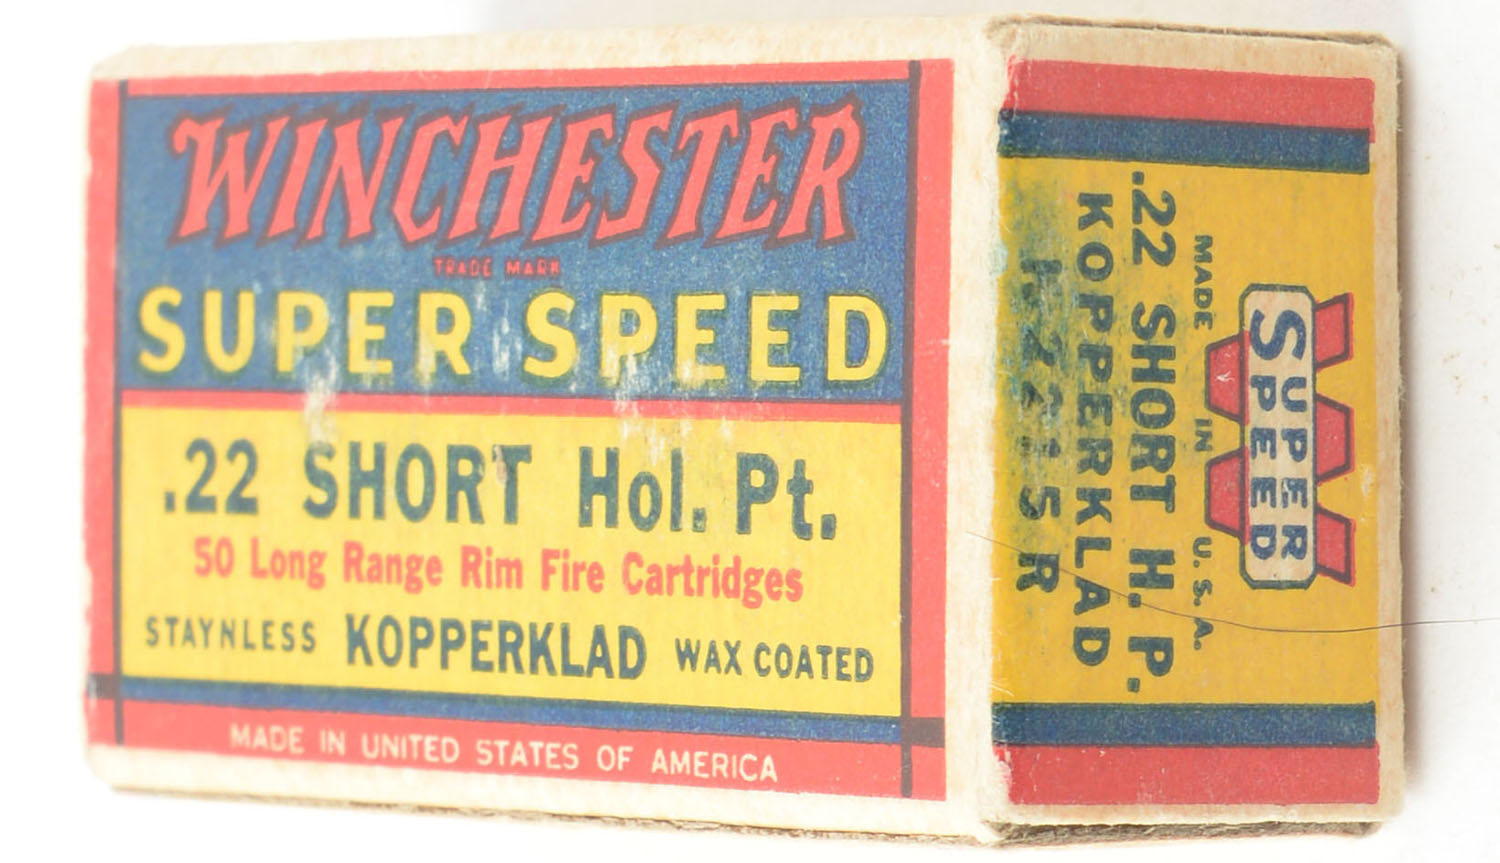 WINCHESTER
TRADE MARK
SUPER SPEED
.22 SHORT Hol. Pt.
50 Long Range Rim Fire Cartridges
STAYNLESS KOPPERKLAD WAX COATED
MADE IN UNITED STATES OF AMERICA
W
SUPER
SPEED
MADE IN U.S.A.
.22 SHORT H.P.
KOPPERKLAD